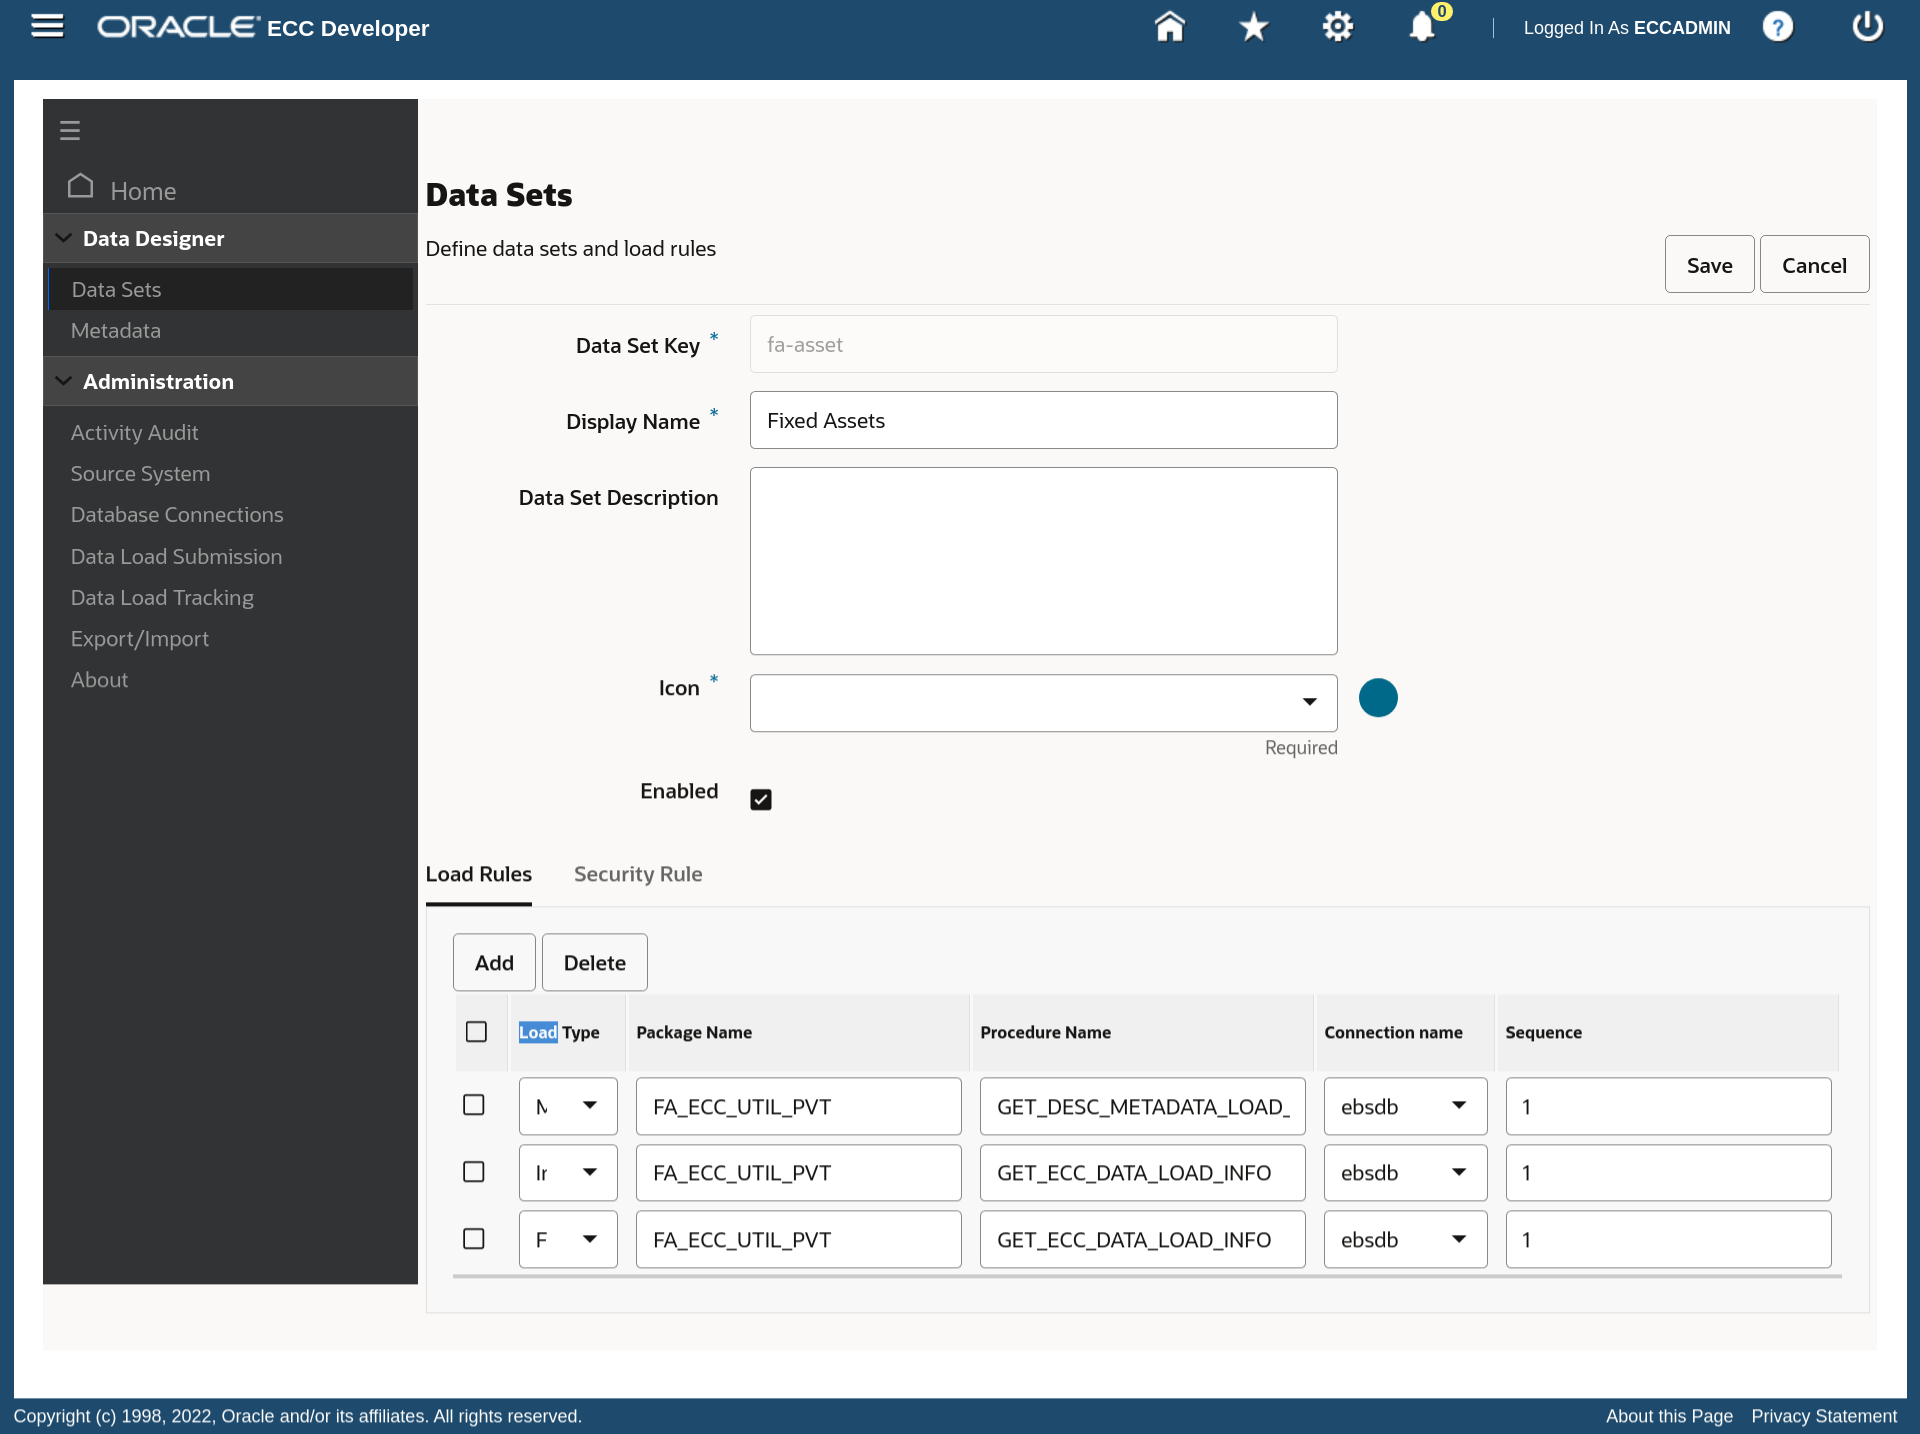 ORACLE ECC Developer
0
Logged In As ECCADMIN
?
Home
Data Designer
Data Sets
Metadata
Administration
Activity Audit
Source System
Database Connections
Data Load Submission
Data Load Tracking
Export/Import
About
Data Sets
Define data sets and load rules
Save Cancel
Data Set Key * fa-asset
Display Name * Fixed Assets
Data Set Description
Icon *
Required
Enabled
Load Rules Security Rule
Add Delete
Load Type Package Name Procedure Name Connection name Sequence
FA_ECC_UTIL_PVT GET_DESC_METADATA_LOAD_ ebsdb 1
FA_ECC_UTIL_PVT GET_ECC_DATA_LOAD_INFO ebsdb 1
F FA_ECC_UTIL_PVT GET_ECC_DATA_LOAD_INFO ebsdb 1
Copyright (c) 1998, 2022, Oracle and/or its affiliates. All rights reserved.
About this Page Privacy Statement